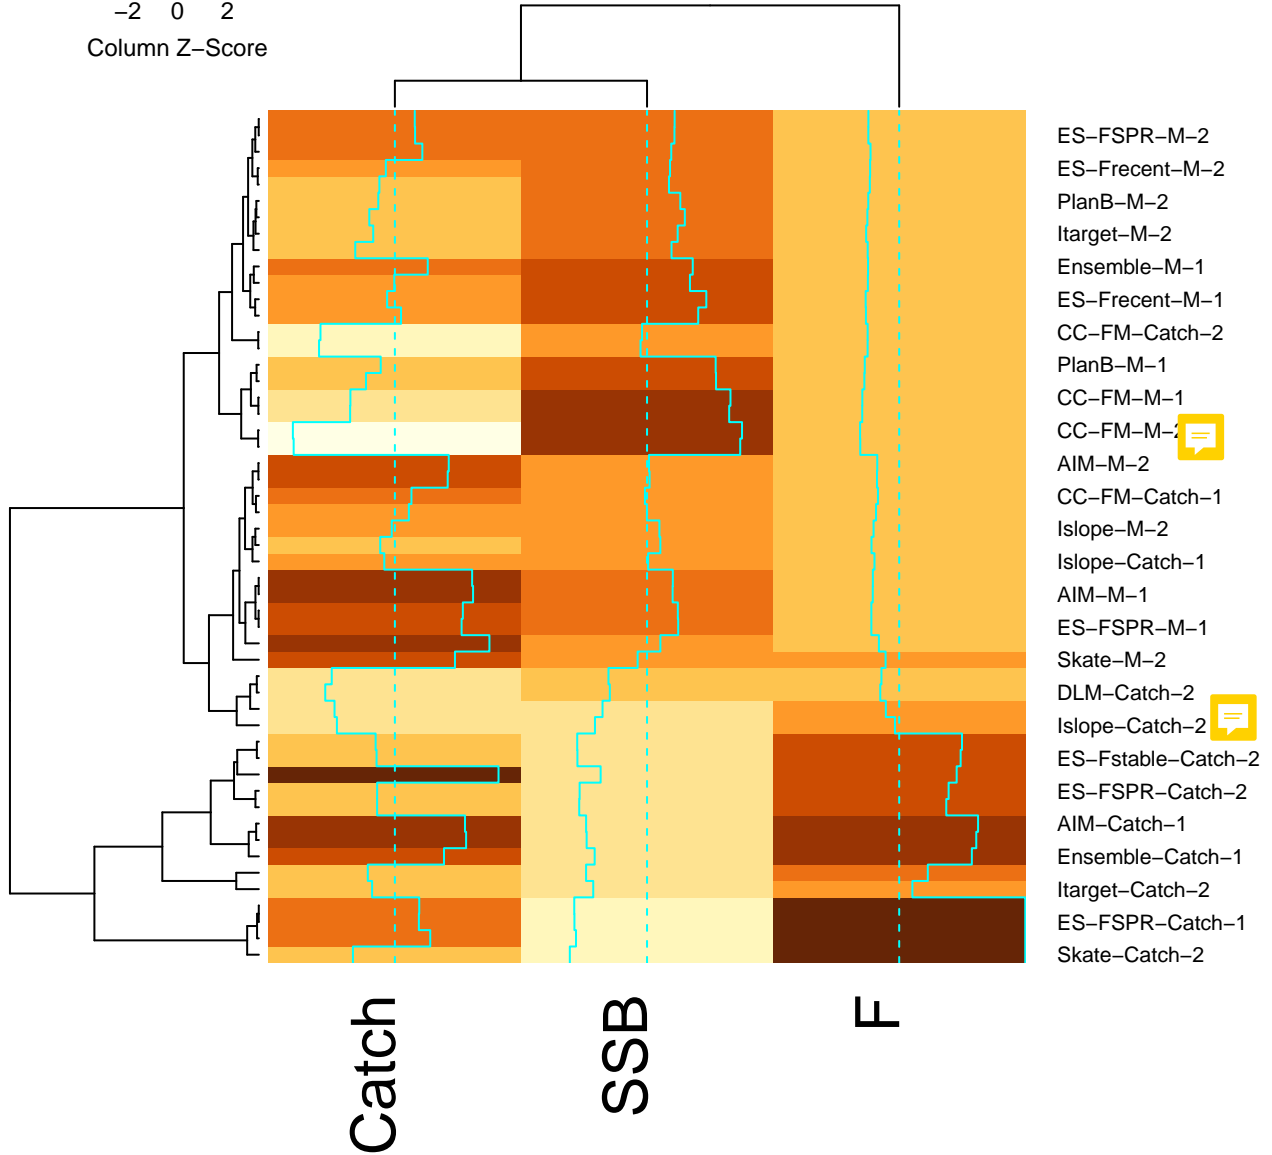 −2 0 2
Column Z−Score
ES−FSPR−M−2
ES−Frecent−M−2
PlanB−M−2
Itarget−M−2
Ensemble−M−1
ES−Frecent−M−1
CC−FM−Catch−2
PlanB−M−1
CC−FM−M−1
CC−FM−M−2
AIM−M−2
CC−FM−Catch−1
Islope−M−2
Islope−Catch−1
AIM−M−1
ES−FSPR−M−1
Skate−M−2
DLM−Catch−2
Islope−Catch−2
ES−Fstable−Catch−2
ES−FSPR−Catch−2
AIM−Catch−1
Ensemble−Catch−1
Itarget−Catch−2
ES−FSPR−Catch−1
Skate−Catch−2
Catch
SSB
F